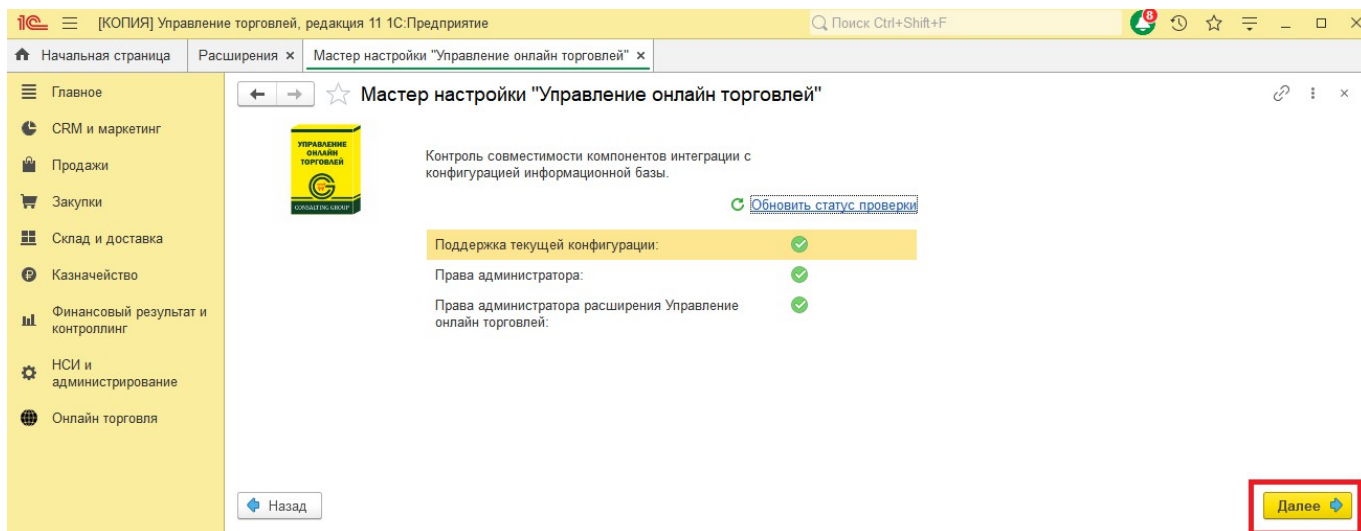 [КОПИЯ] Управление торговлей, редакция 11 1С:Предприятие
Поиск Ctrl+Shift+F
8
Начальная страница
Расширения ×
Мастер настройки "Управление онлайн торговлей" ×
Главное
CRM и маркетинг
Продажи
Закупки
Склад и доставка
Казначейство
Финансовый результат и
контроллинг
НСИ и
администрирование
Онлайн торговля
Мастер настройки "Управление онлайн торговлей"
УПРАВЛЕНИЕ
ОНЛАЙН
ТОРГОВЛЕЙ
CONSALTING GROUP
Контроль совместимости компонентов интеграции с
конфигурацией информационной базы.
Обновить статус проверки
Поддержка текущей конфигурации:
Права администратора:
Права администратора расширения Управление
онлайн торговлей:
Назад
Далее